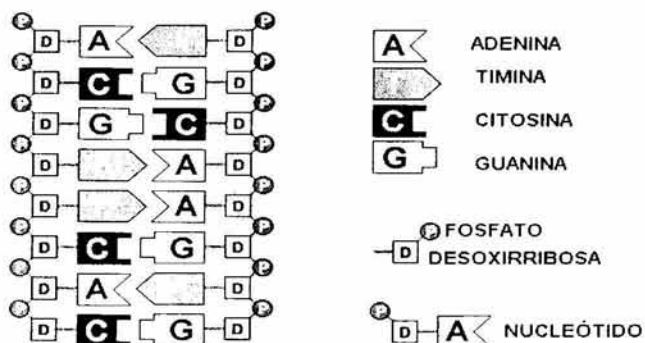 P P
D A D
P P
D C G D
P P
D G C D
P P
D A D
P P
D A D
P P
D C G D
P P
D A D
P P
D C G D
A ADENINA
T TIMINA
C CITOSINA
G GUANINA
P FOSFATO
D DESOXIRRIBOSA
P
D A NUCLEÓTIDO